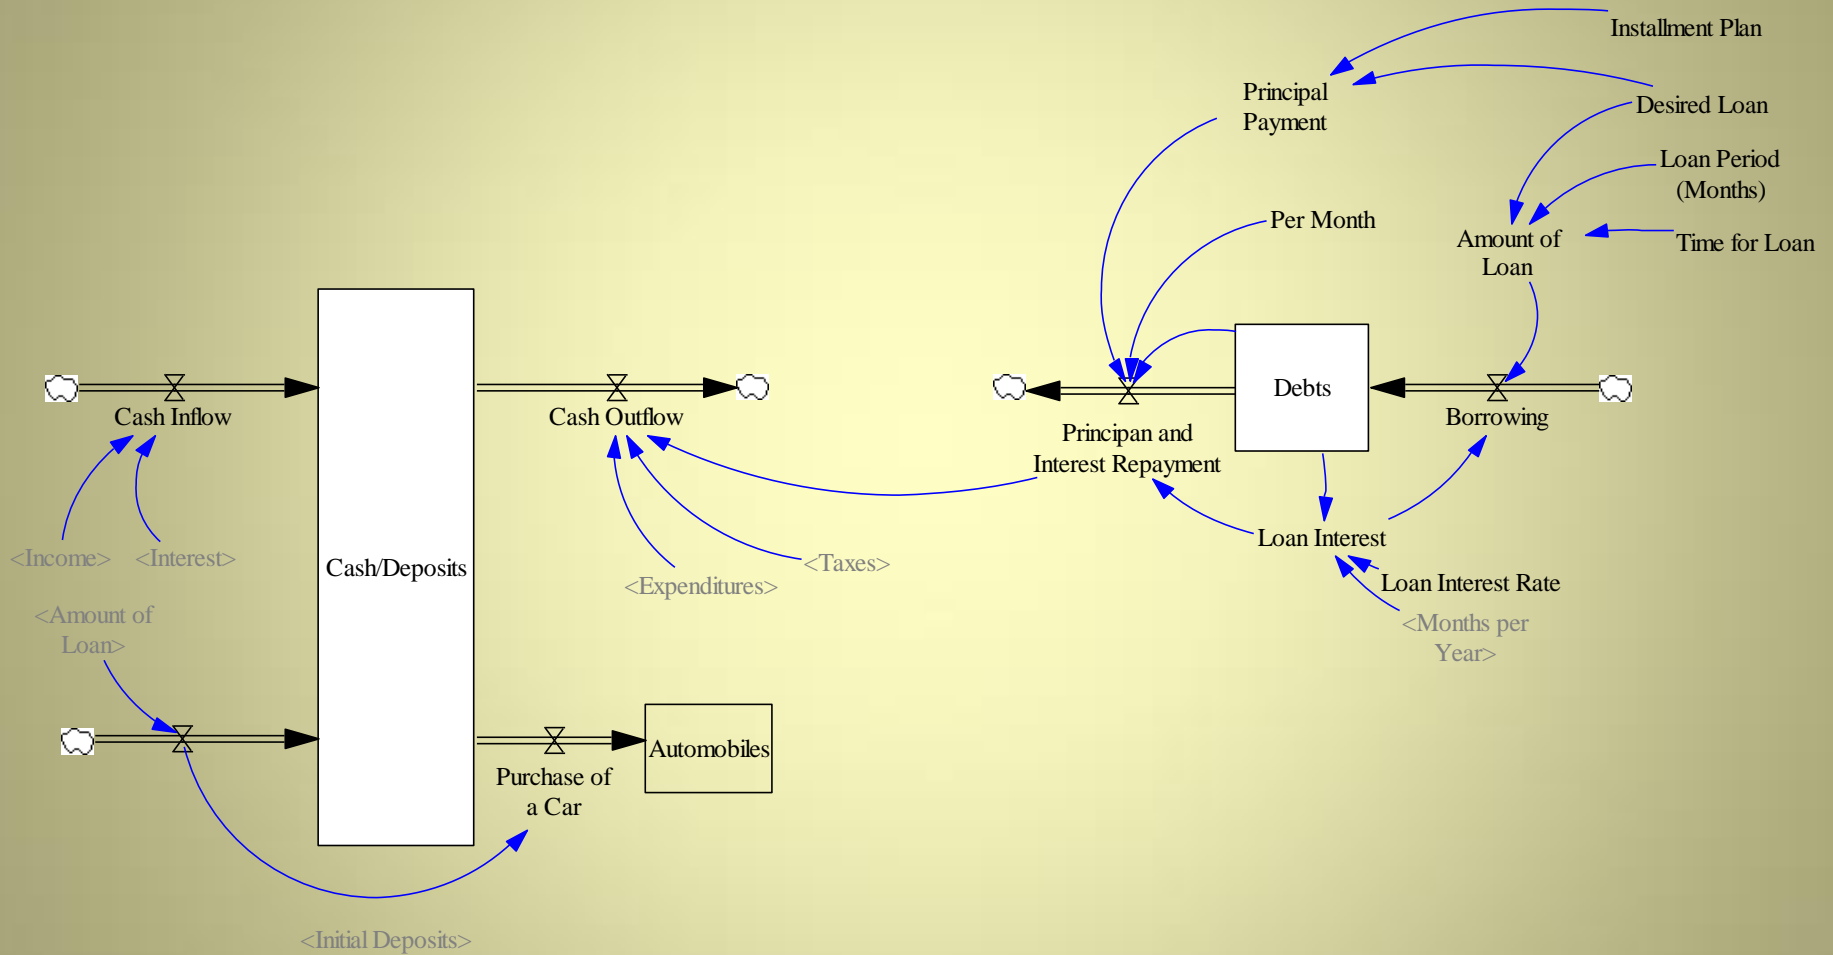 Installment Plan
Principal
Payment
Desired Loan
Loan Period
(Months)
Per Month
Amount of
Loan
Time for Loan
Debts
Cash Inflow
Cash Outflow
Borrowing
Principan and
Interest Repayment
Loan Interest
<Income>
<Interest>
Cash/Deposits
<Taxes>
<Expenditures>
Loan Interest Rate
<Amount of
Loan>
<Months per
Year>
Automobiles
Purchase of
a Car
<Initial Deposits>